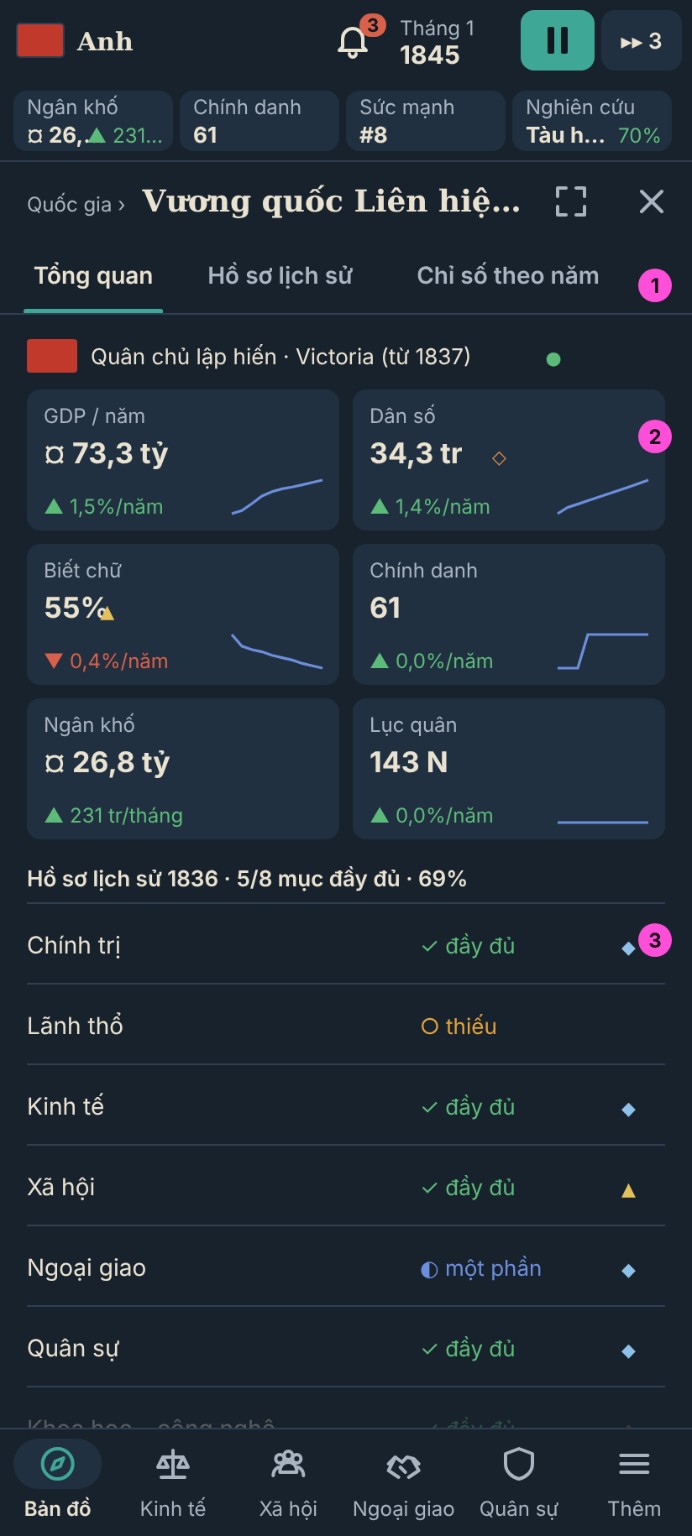 Anh
3
Tháng 1
1845
3
Ngân khố
¤ 26,.▲ 231...
Chính danh
61
Sức mạnh
#8
Nghiên cứu
Tàu h... 70%
Quốc gia › Vương quốc Liên hiệ...
Tổng quan
Hồ sơ lịch sử
Chỉ số theo năm
1
Quân chủ lập hiến · Victoria (từ 1837)
GDP / năm
¤ 73,3 tỷ
▲ 1,5%/năm
Dân số
34,3 tr ◇
▲ 1,4%/năm
2
Biết chữ
55%▲
▼ 0,4%/năm
Chính danh
61
▲ 0,0%/năm
Ngân khố
¤ 26,8 tỷ
▲ 231 tr/tháng
Lục quân
143 N
▲ 0,0%/năm
Hồ sơ lịch sử 1836 · 5/8 mục đầy đủ · 69%
Chính trị ✓ đầy đủ ◆ 3
Lãnh thổ ○ thiếu
Kinh tế ✓ đầy đủ ◆
Xã hội ✓ đầy đủ ▲
Ngoại giao ◐ một phần ◆
Quân sự ✓ đầy đủ ◆
Bản đồ
Kinh tế
Xã hội
Ngoại giao
Quân sự
Thêm